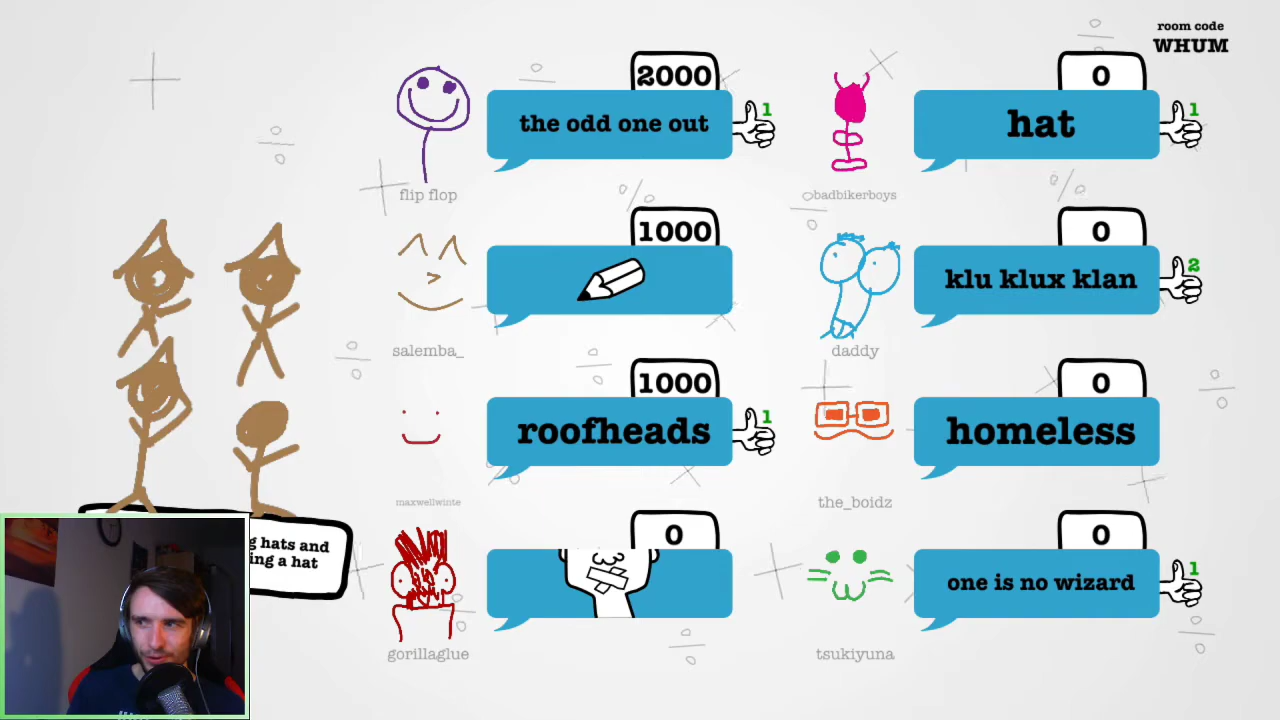 room code
WHUM
2000
the odd one out
1
flip flop
0
hat
1
badbikerboys
1000
salemba_
0
klu klux klan
2
daddy
1000
roofheads
1
maxwellwinte
0
homeless
the_boidz
0
gorillaglue
0
one is no wizard
1
tsukiyuna
hats and
ing a hat